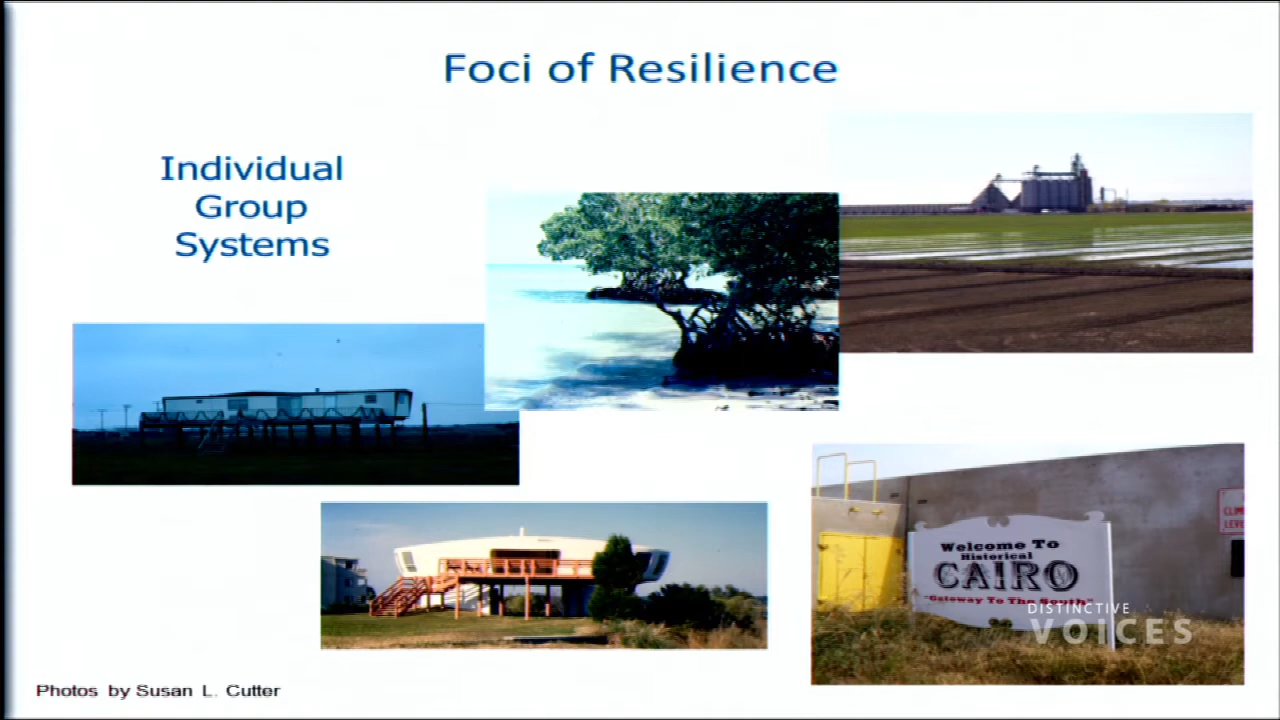 Foci of Resilience
Individual
Group
Systems
Welcome To
Historical
CAIRO
"Gateway To The South"
DISTINCTIVE
VOICES
Photos by Susan L. Cutter